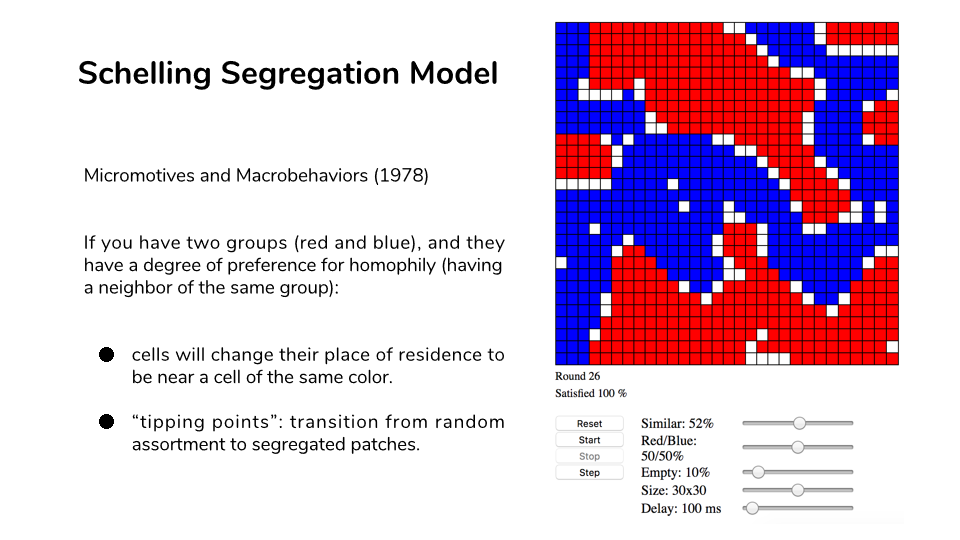 Schelling Segregation Model
Micromotives and Macrobehaviors (1978)
If you have two groups (red and blue), and they
have a degree of preference for homophily (having
a neighbor of the same group):
cells will change their place of residence to
be near a cell of the same color.
“tipping points”: transition from random
assortment to segregated patches.
Round 26
Satisfied 100 %
Reset
Start
Stop
Step
Similar: 52%
Red/Blue:
50/50%
Empty: 10%
Size: 30x30
Delay: 100 ms